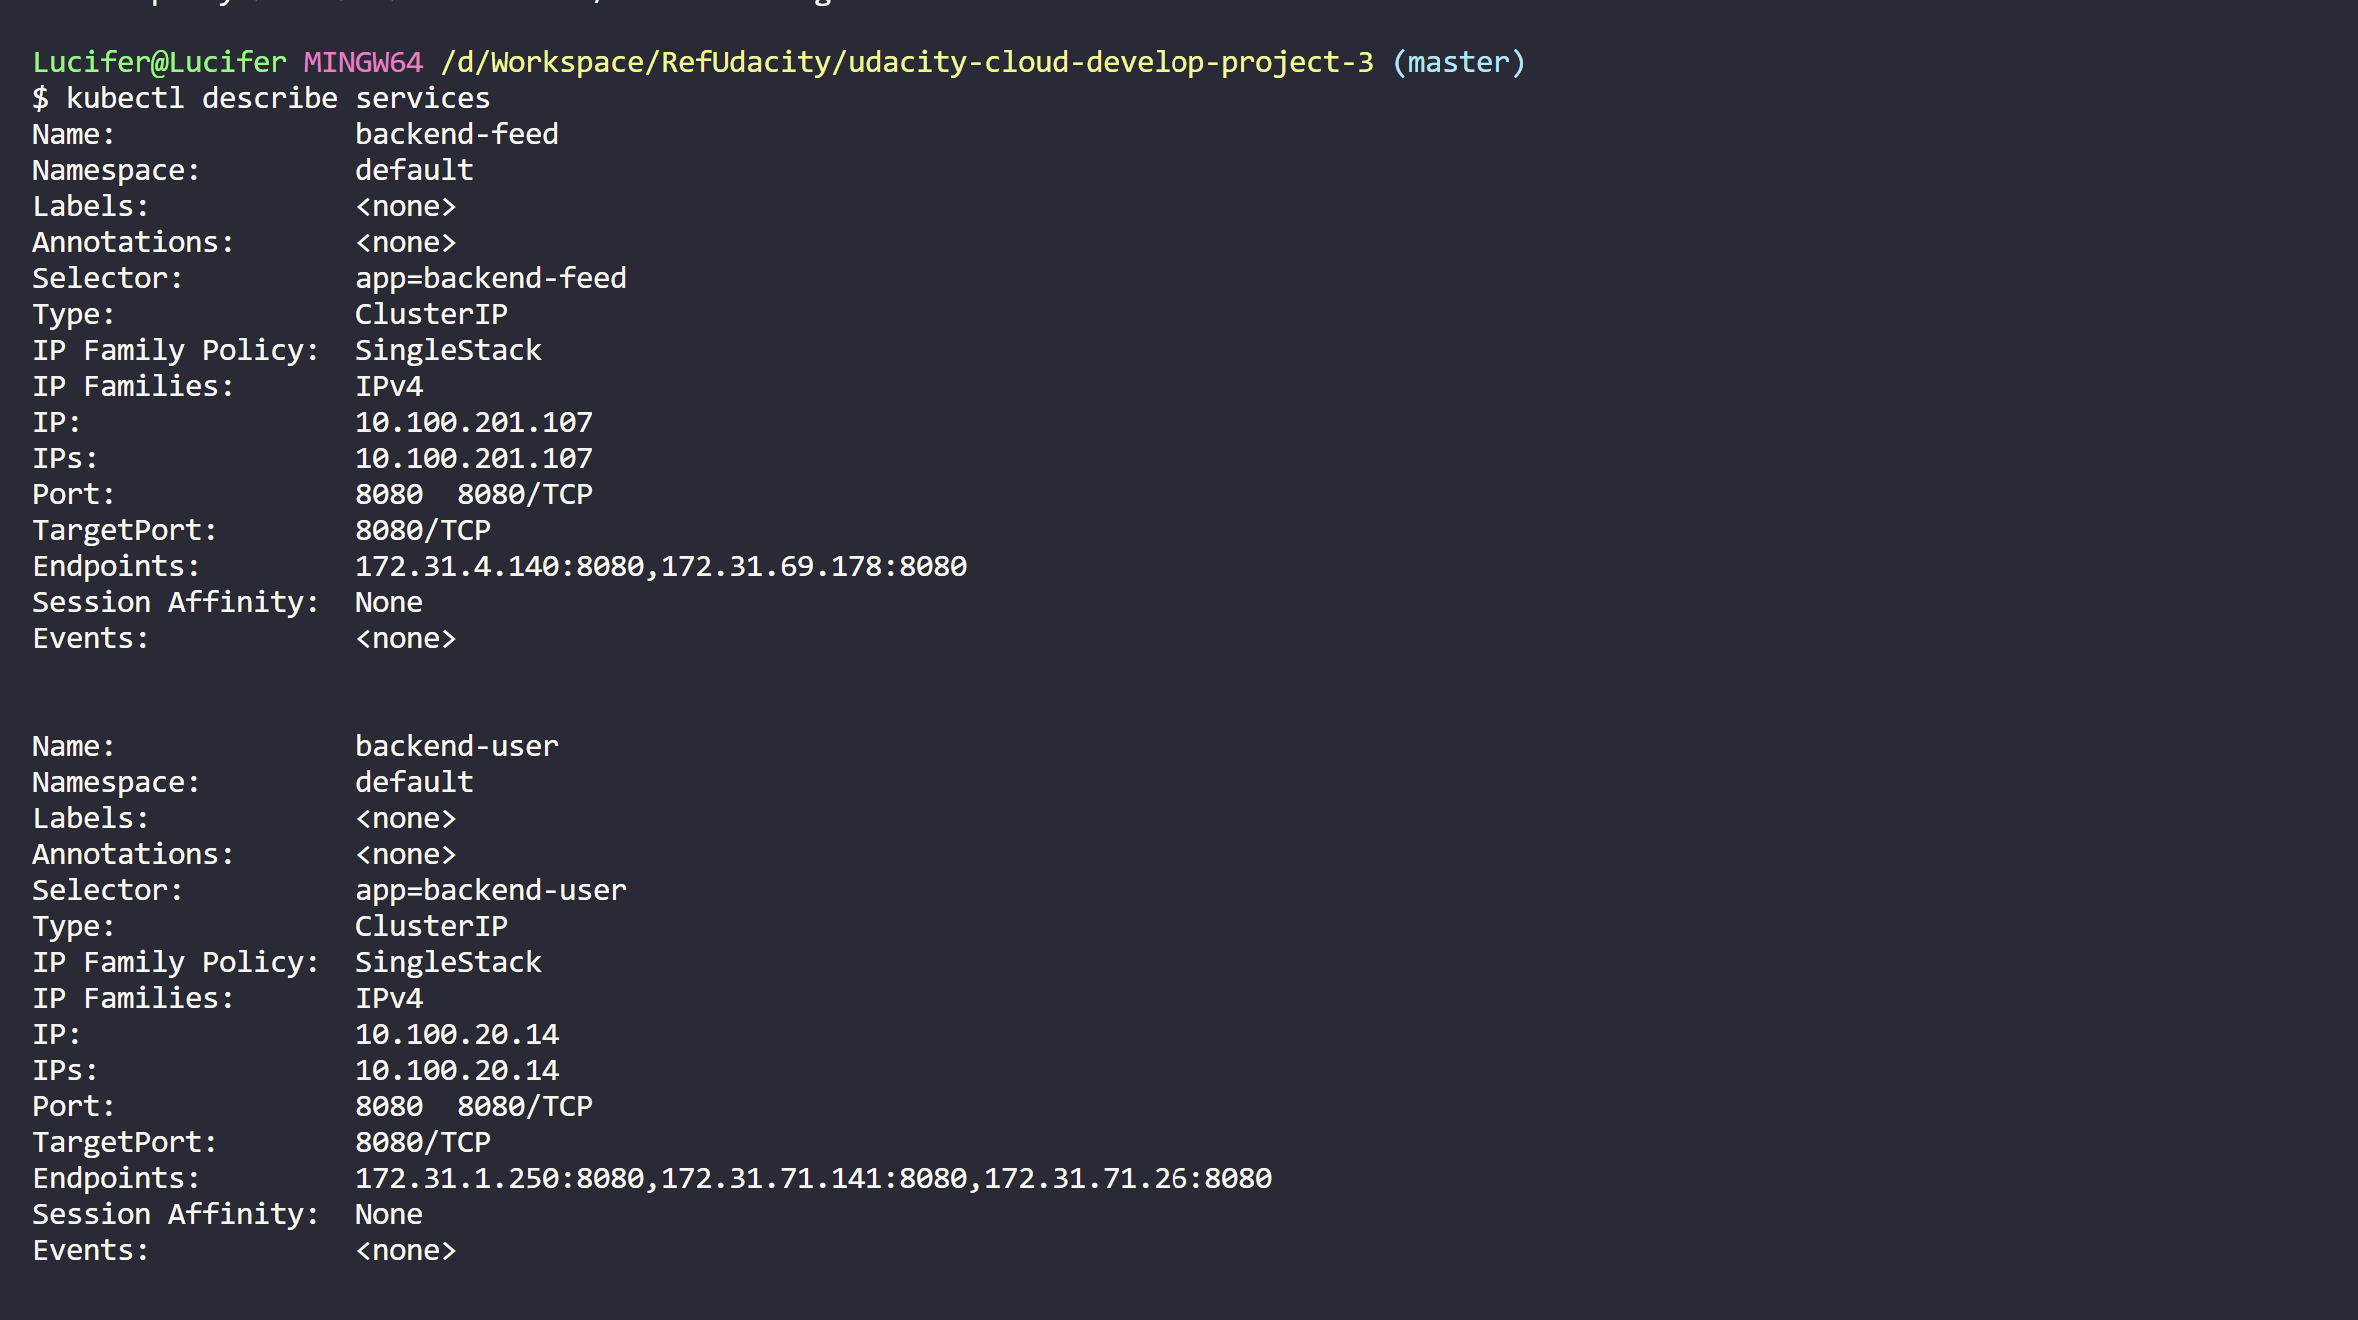 Lucifer@Lucifer MINGW64 /d/Workspace/RefUdacity/udacity-cloud-develop-project-3 (master)
$ kubectl describe services
Name:              backend-feed
Namespace:         default
Labels:            <none>
Annotations:       <none>
Selector:          app=backend-feed
Type:              ClusterIP
IP Family Policy:  SingleStack
IP Families:       IPv4
IP:                10.100.201.107
IPs:               10.100.201.107
Port:              8080  8080/TCP
TargetPort:        8080/TCP
Endpoints:         172.31.4.140:8080,172.31.69.178:8080
Session Affinity:  None
Events:            <none>
Name:              backend-user
Namespace:         default
Labels:            <none>
Annotations:       <none>
Selector:          app=backend-user
Type:              ClusterIP
IP Family Policy:  SingleStack
IP Families:       IPv4
IP:                10.100.20.14
IPs:               10.100.20.14
Port:              8080  8080/TCP
TargetPort:        8080/TCP
Endpoints:         172.31.1.250:8080,172.31.71.141:8080,172.31.71.26:8080
Session Affinity:  None
Events:            <none>